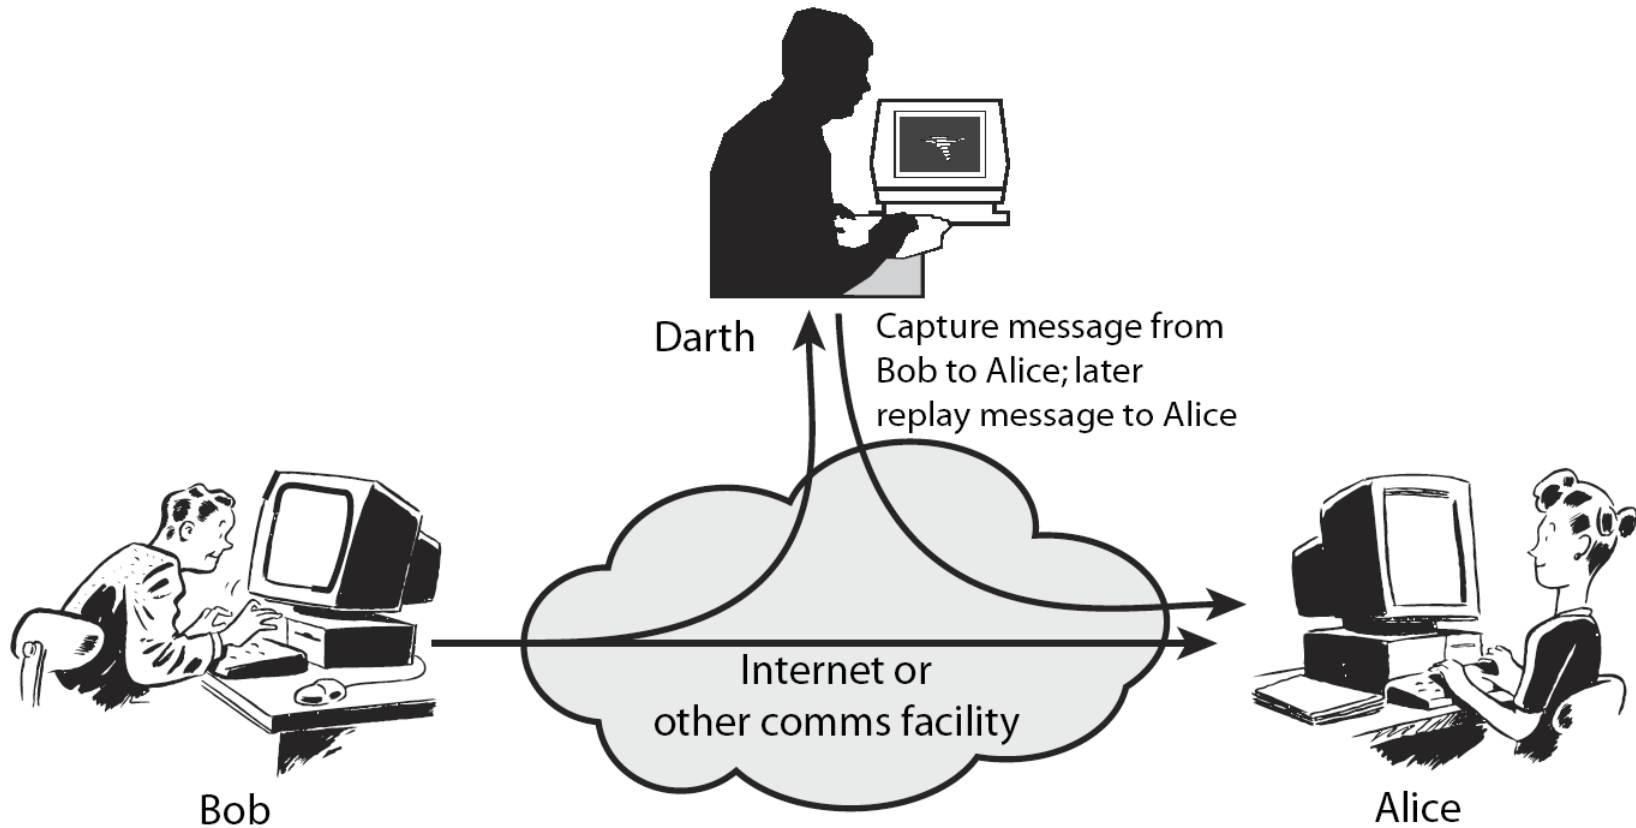 Darth
Capture message from
Bob to Alice; later
replay message to Alice
Internet or
other comms facility
Bob
Alice